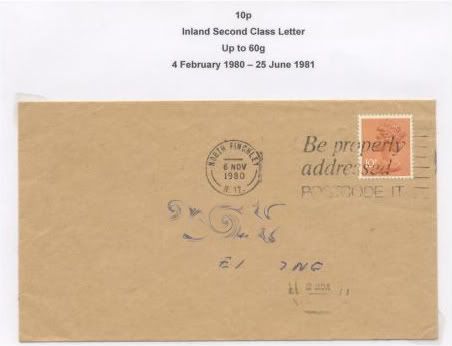 10p
Inland Second Class Letter
Up to 60g
4 February 1980 – 25 June 1981
NORTH FINCHLEY
6 NOV
1980
N. 12.
Be properly
addressed
POSTCODE IT
10P